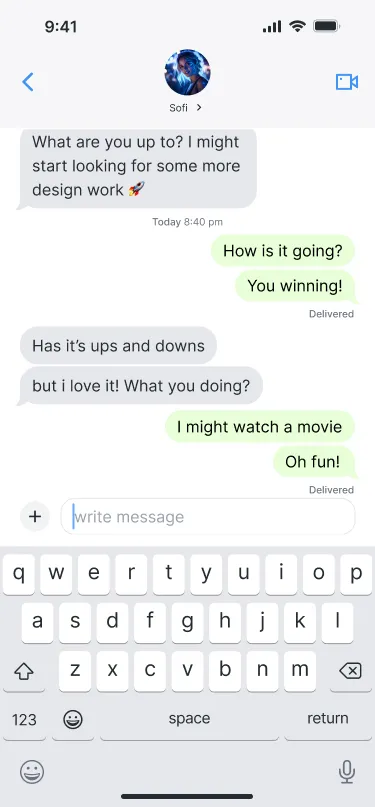 9:41
Sofi
What are you up to? I might
start looking for some more
design work 🚀
Today 8:40 pm
How is it going?
You winning!
Delivered
Has it’s ups and downs
but i love it! What you doing?
I might watch a movie
Oh fun!
Delivered
write message
q w e r t y u i o p
a s d f g h j k l
z x c v b n m
123 space return